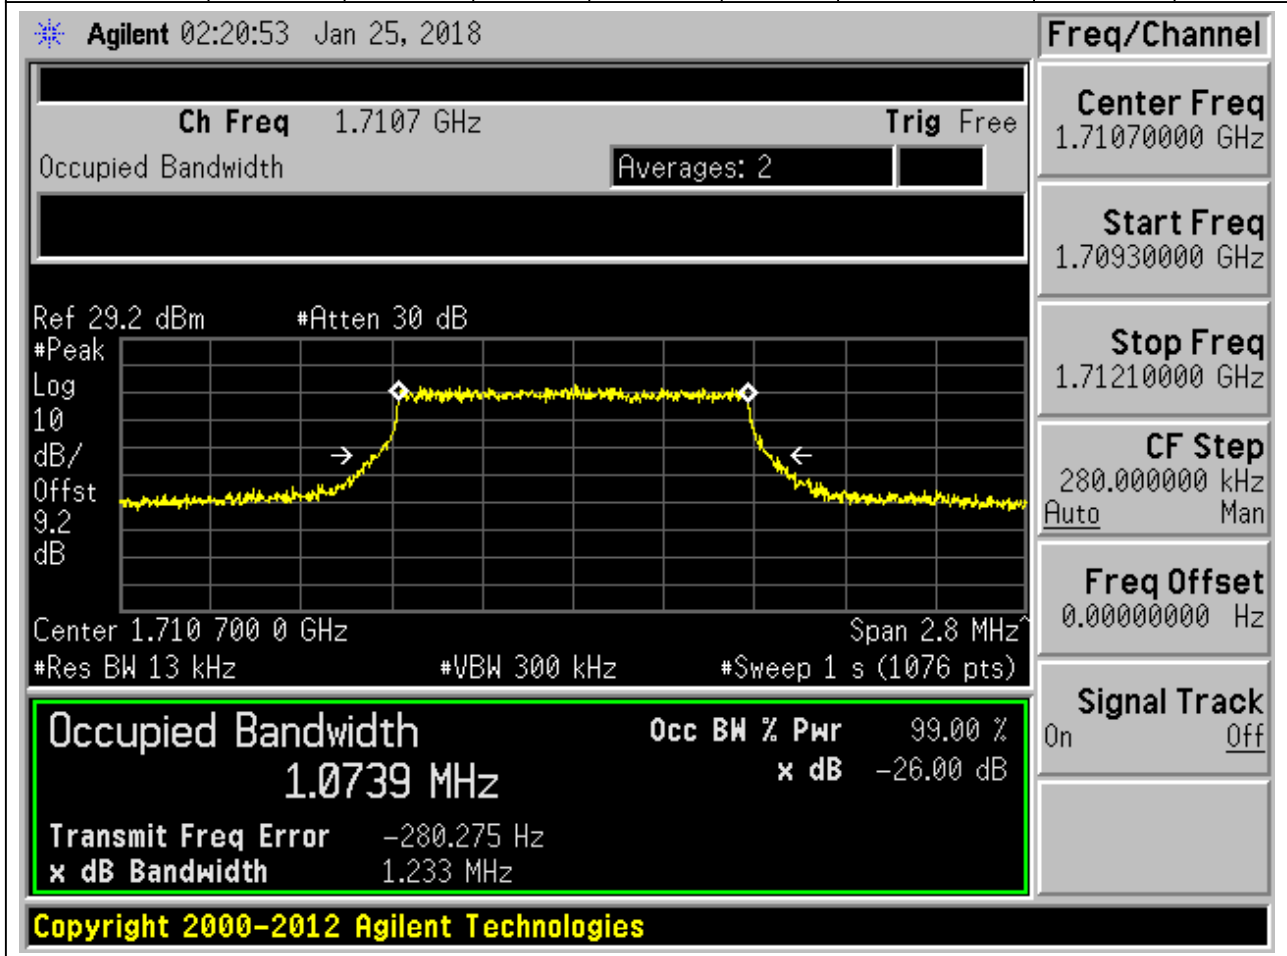 Agilent 02:20:53 Jan 25, 2018
Freq/Channel
Ch Freq 1.7107 GHz Trig Free
Occupied Bandwidth Averages: 2
Center Freq
1.71070000 GHz
Start Freq
1.70930000 GHz
Stop Freq
1.71210000 GHz
CF Step
280.000000 kHz
Auto Man
Freq Offset
0.00000000 Hz
Signal Track
On Off
Ref 29.2 dBm #Atten 30 dB
#Peak
Log
10
dB/
Offst
9.2
dB
Center 1.710 700 0 GHz Span 2.8 MHz^
#Res BW 13 kHz #VBW 300 kHz #Sweep 1 s (1076 pts)
Occupied Bandwidth Occ BW % Pwr 99.00 %
1.0739 MHz x dB -26.00 dB
Transmit Freq Error -280.275 Hz
x dB Bandwidth 1.233 MHz
Copyright 2000-2012 Agilent Technologies